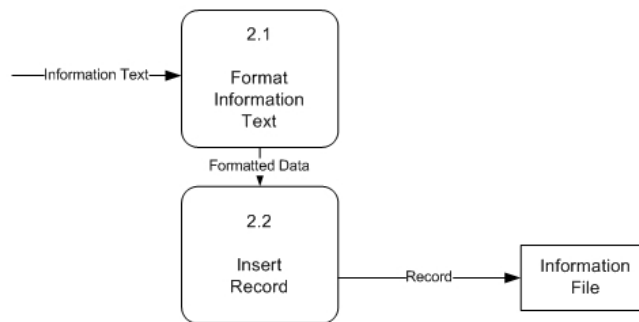 2.1
Information Text
Format
Information
Text
Formatted Data
2.2
Insert
Record
Record
Information
File